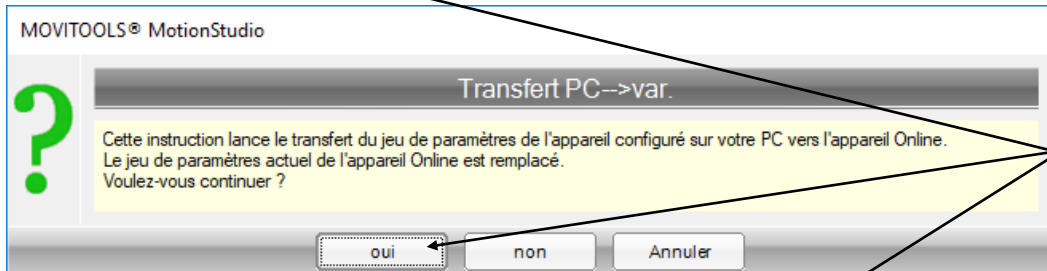 MOVITOOLS® MotionStudio
Transfert PC-->var.
Cette instruction lance le transfert du jeu de paramètres de l'appareil configuré sur votre PC vers l'appareil Online.
Le jeu de paramètres actuel de l'appareil Online est remplacé.
Voulez-vous continuer ?
oui non Annuler